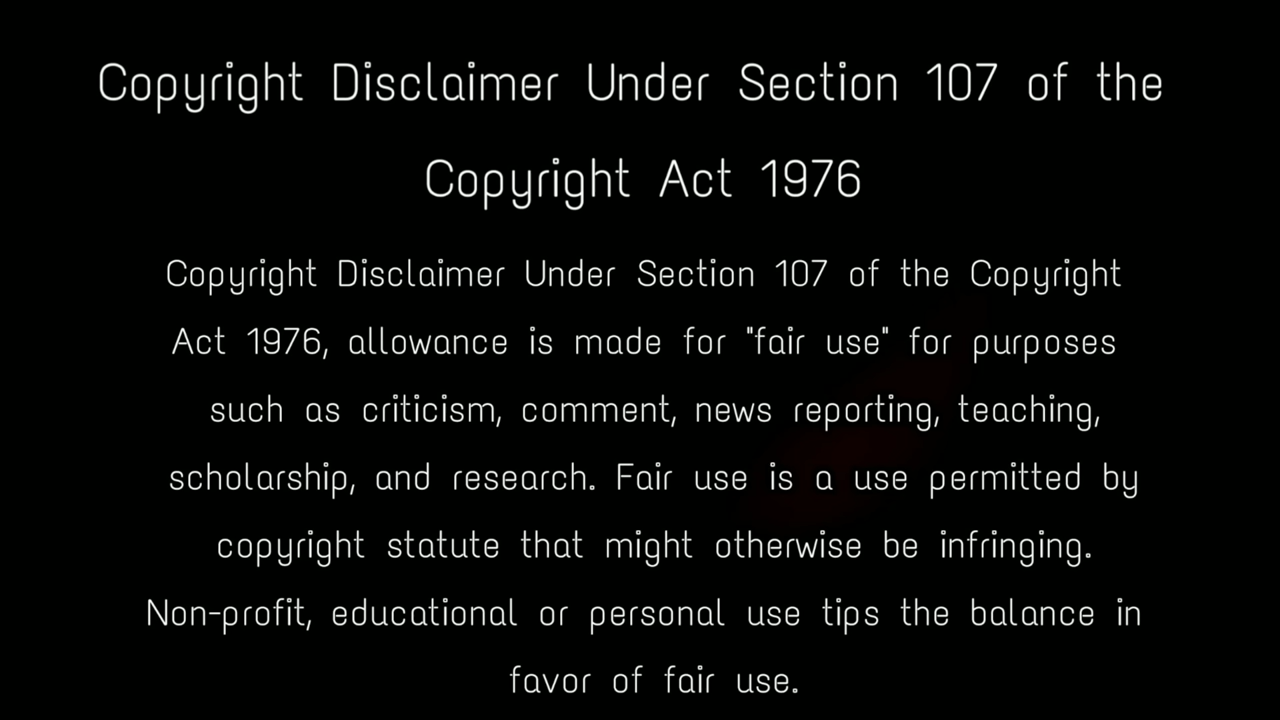 Copyright Disclaimer Under Section 107 of the
Copyright Act 1976
Copyright Disclaimer Under Section 107 of the Copyright
Act 1976, allowance is made for "fair use" for purposes
such as criticism, comment, news reporting, teaching,
scholarship, and research. Fair use is a use permitted by
copyright statute that might otherwise be infringing.
Non-profit, educational or personal use tips the balance in
favor of fair use.